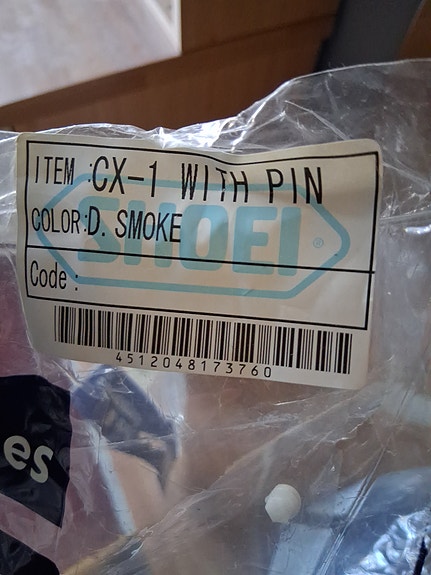 ITEM :CX-1 WITH PIN
COLOR:D. SMOKE
SHOEI®
Code :
4512048173760
es